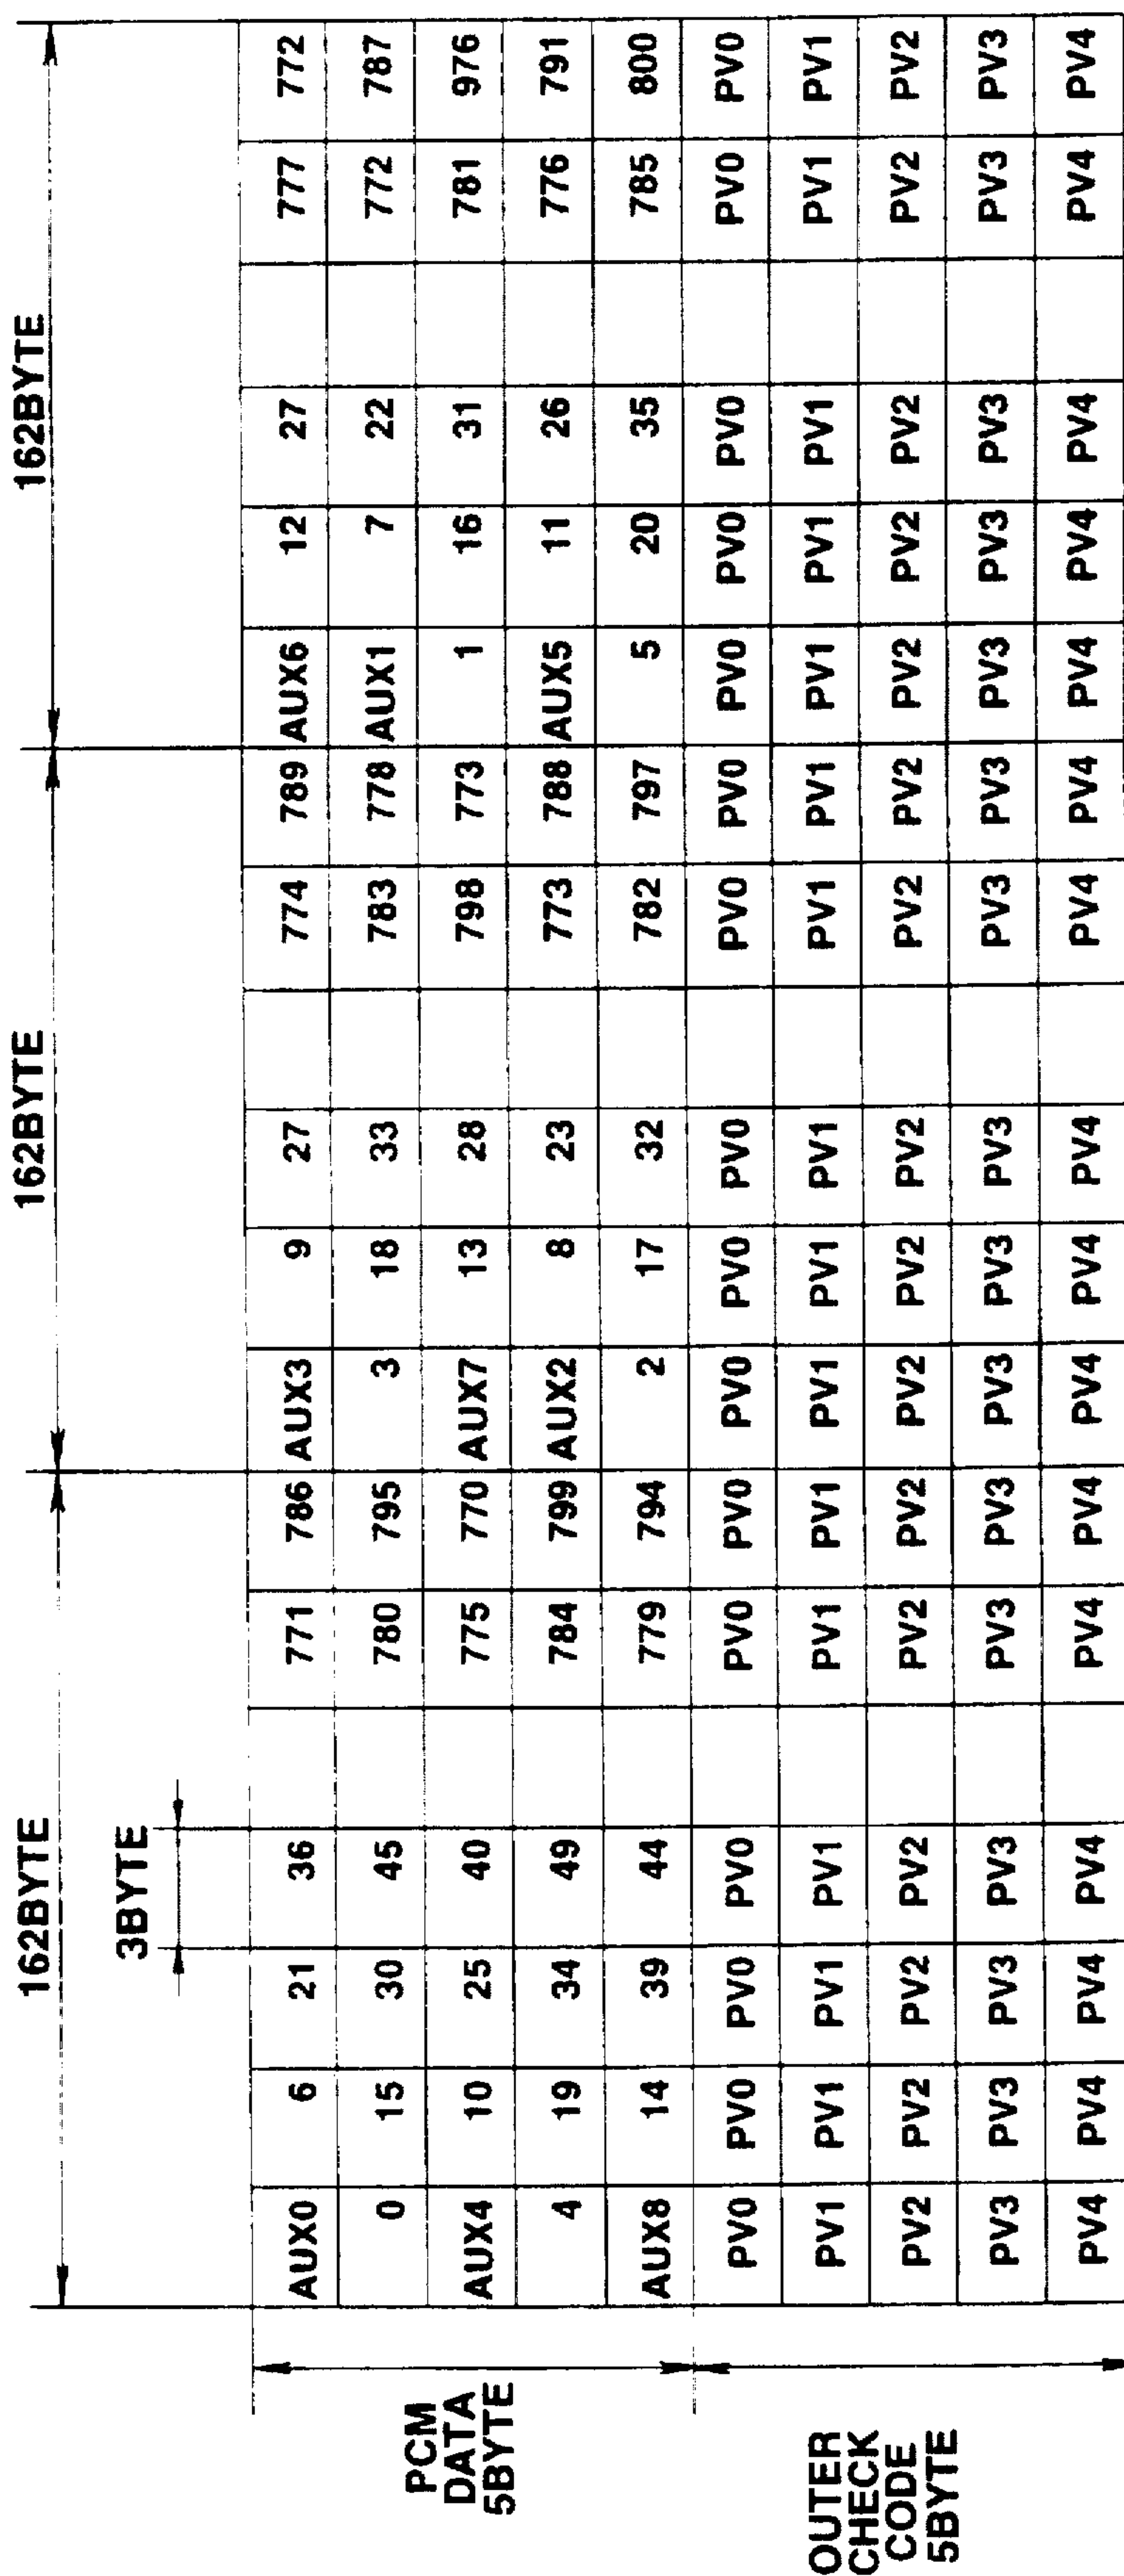 162BYTE 162BYTE 162BYTE
3BYTE
AUX0 6 21 36 771 786 AUX3 9 27 774 789 AUX6 12 27 777 772
0 15 30 45 780 795 3 18 33 783 778 AUX1 7 22 772 787
AUX4 10 25 40 775 770 AUX7 13 28 798 773 1 16 31 781 976
4 19 34 49 784 799 AUX2 8 23 773 788 AUX5 11 26 776 791
AUX8 14 39 44 779 794 2 17 32 782 797 5 20 35 785 800
PV0 PV0 PV0 PV0 PV0 PV0 PV0 PV0 PV0 PV0 PV0 PV0 PV0 PV0 PV0 PV0
PV1 PV1 PV1 PV1 PV1 PV1 PV1 PV1 PV1 PV1 PV1 PV1 PV1 PV1 PV1 PV1
PV2 PV2 PV2 PV2 PV2 PV2 PV2 PV2 PV2 PV2 PV2 PV2 PV2 PV2 PV2 PV2
PV3 PV3 PV3 PV3 PV3 PV3 PV3 PV3 PV3 PV3 PV3 PV3 PV3 PV3 PV3 PV3
PV4 PV4 PV4 PV4 PV4 PV4 PV4 PV4 PV4 PV4 PV4 PV4 PV4 PV4 PV4 PV4
PCM
DATA
5BYTE
OUTER
CHECK
CODE
5BYTE